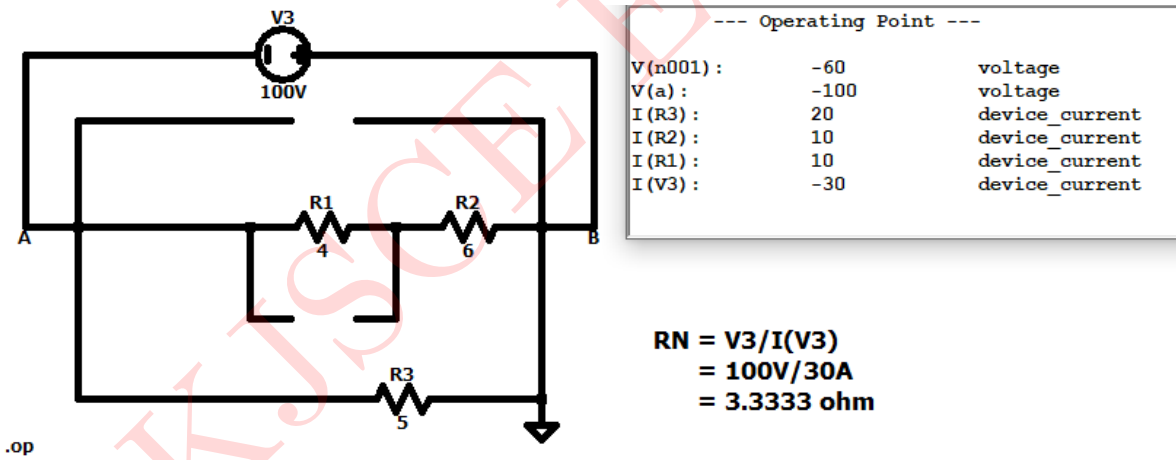 V3
100V
R1
R2
A
4
6
B
R3
5
.op
--- Operating Point ---
V(n001): -60 voltage
V(a): -100 voltage
I(R3): 20 device_current
I(R2): 10 device_current
I(R1): 10 device_current
I(V3): -30 device_current
RN = V3/I(V3)
= 100V/30A
= 3.3333 ohm
KJSCE